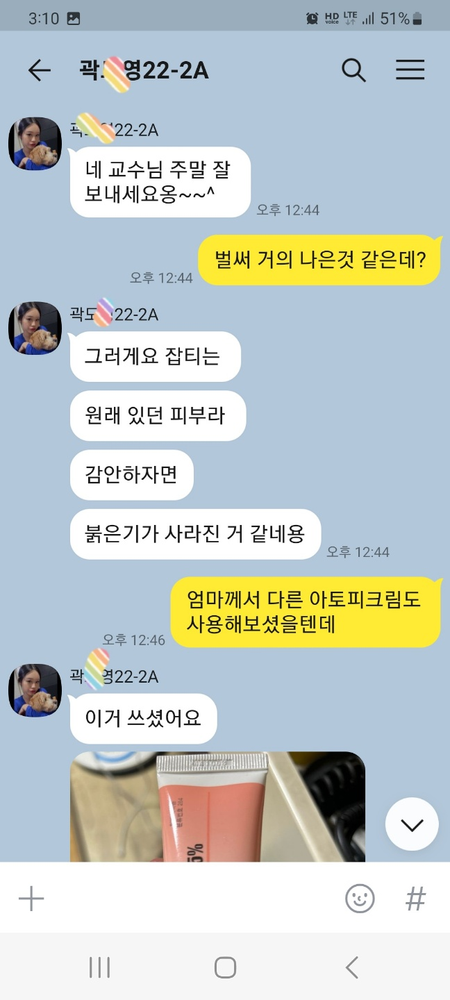 3:10
HD voice LTE 51%
곽 영22-2A
22-2A
네 교수님 주말 잘
보내세요옹~~^
오후 12:44
벌써 거의 나은것 같은데?
오후 12:44
곽도 22-2A
그러게요 잡티는
원래 있던 피부라
감안하자면
붉은기가 사라진 거 같네용
오후 12:44
엄마께서 다른 아토피크림도
사용해보셨을텐데
오후 12:46
곽 영22-2A
이거 쓰셨어요
5%
#